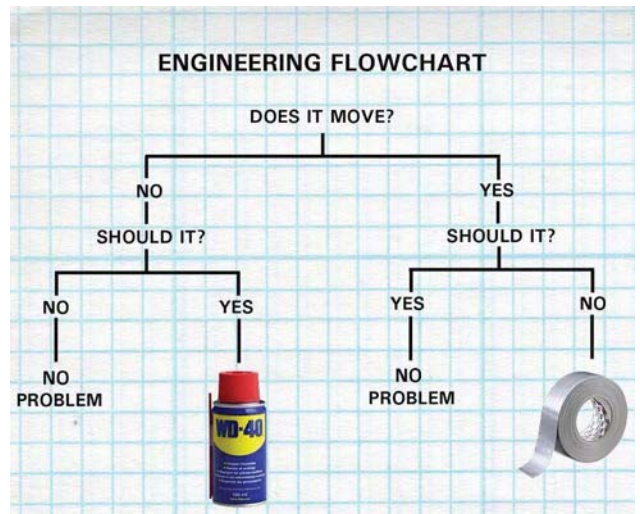 ENGINEERING FLOWCHART
DOES IT MOVE?
NO
YES
SHOULD IT?
SHOULD IT?
NO
YES
YES
NO
NO
PROBLEM
NO
PROBLEM
WD-40